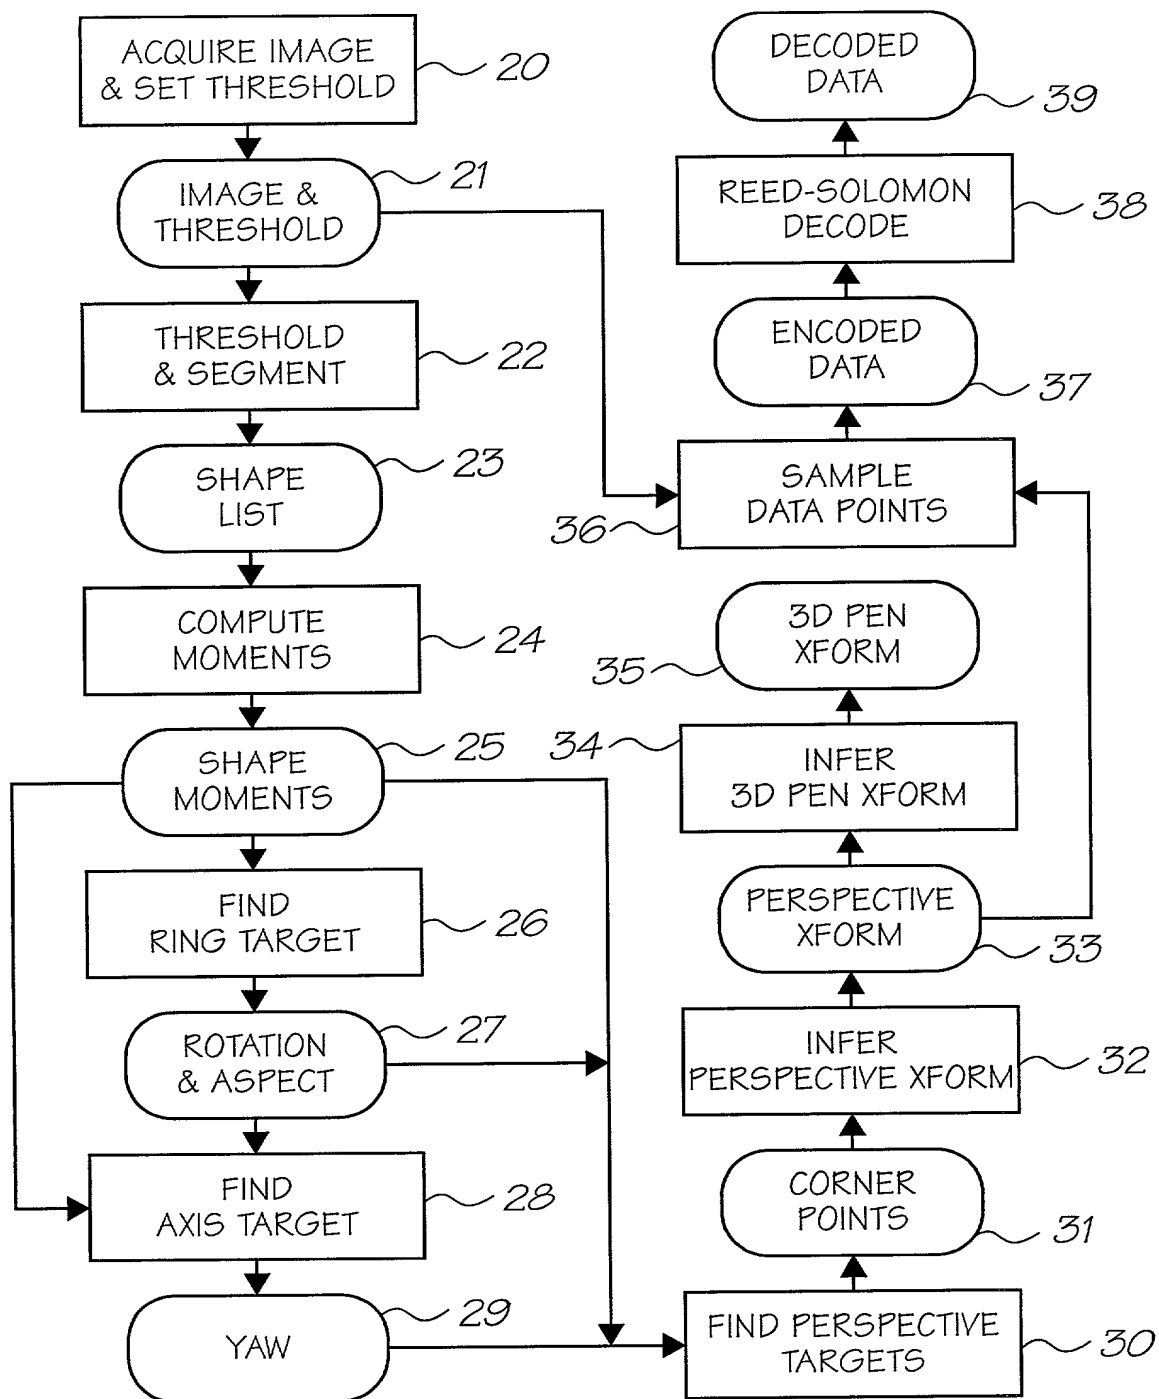 ACQUIRE IMAGE
& SET THRESHOLD
20
IMAGE &
THRESHOLD
21
THRESHOLD
& SEGMENT
22
SHAPE
LIST
23
COMPUTE
MOMENTS
24
SHAPE
MOMENTS
25
FIND
RING TARGET
26
ROTATION
& ASPECT
27
FIND
AXIS TARGET
28
YAW
29
DECODED
DATA
39
REED-SOLOMON
DECODE
38
ENCODED
DATA
37
SAMPLE
DATA POINTS
36
3D PEN
XFORM
35
INFER
3D PEN XFORM
34
PERSPECTIVE
XFORM
33
INFER
PERSPECTIVE XFORM
32
CORNER
POINTS
31
FIND PERSPECTIVE
TARGETS
30